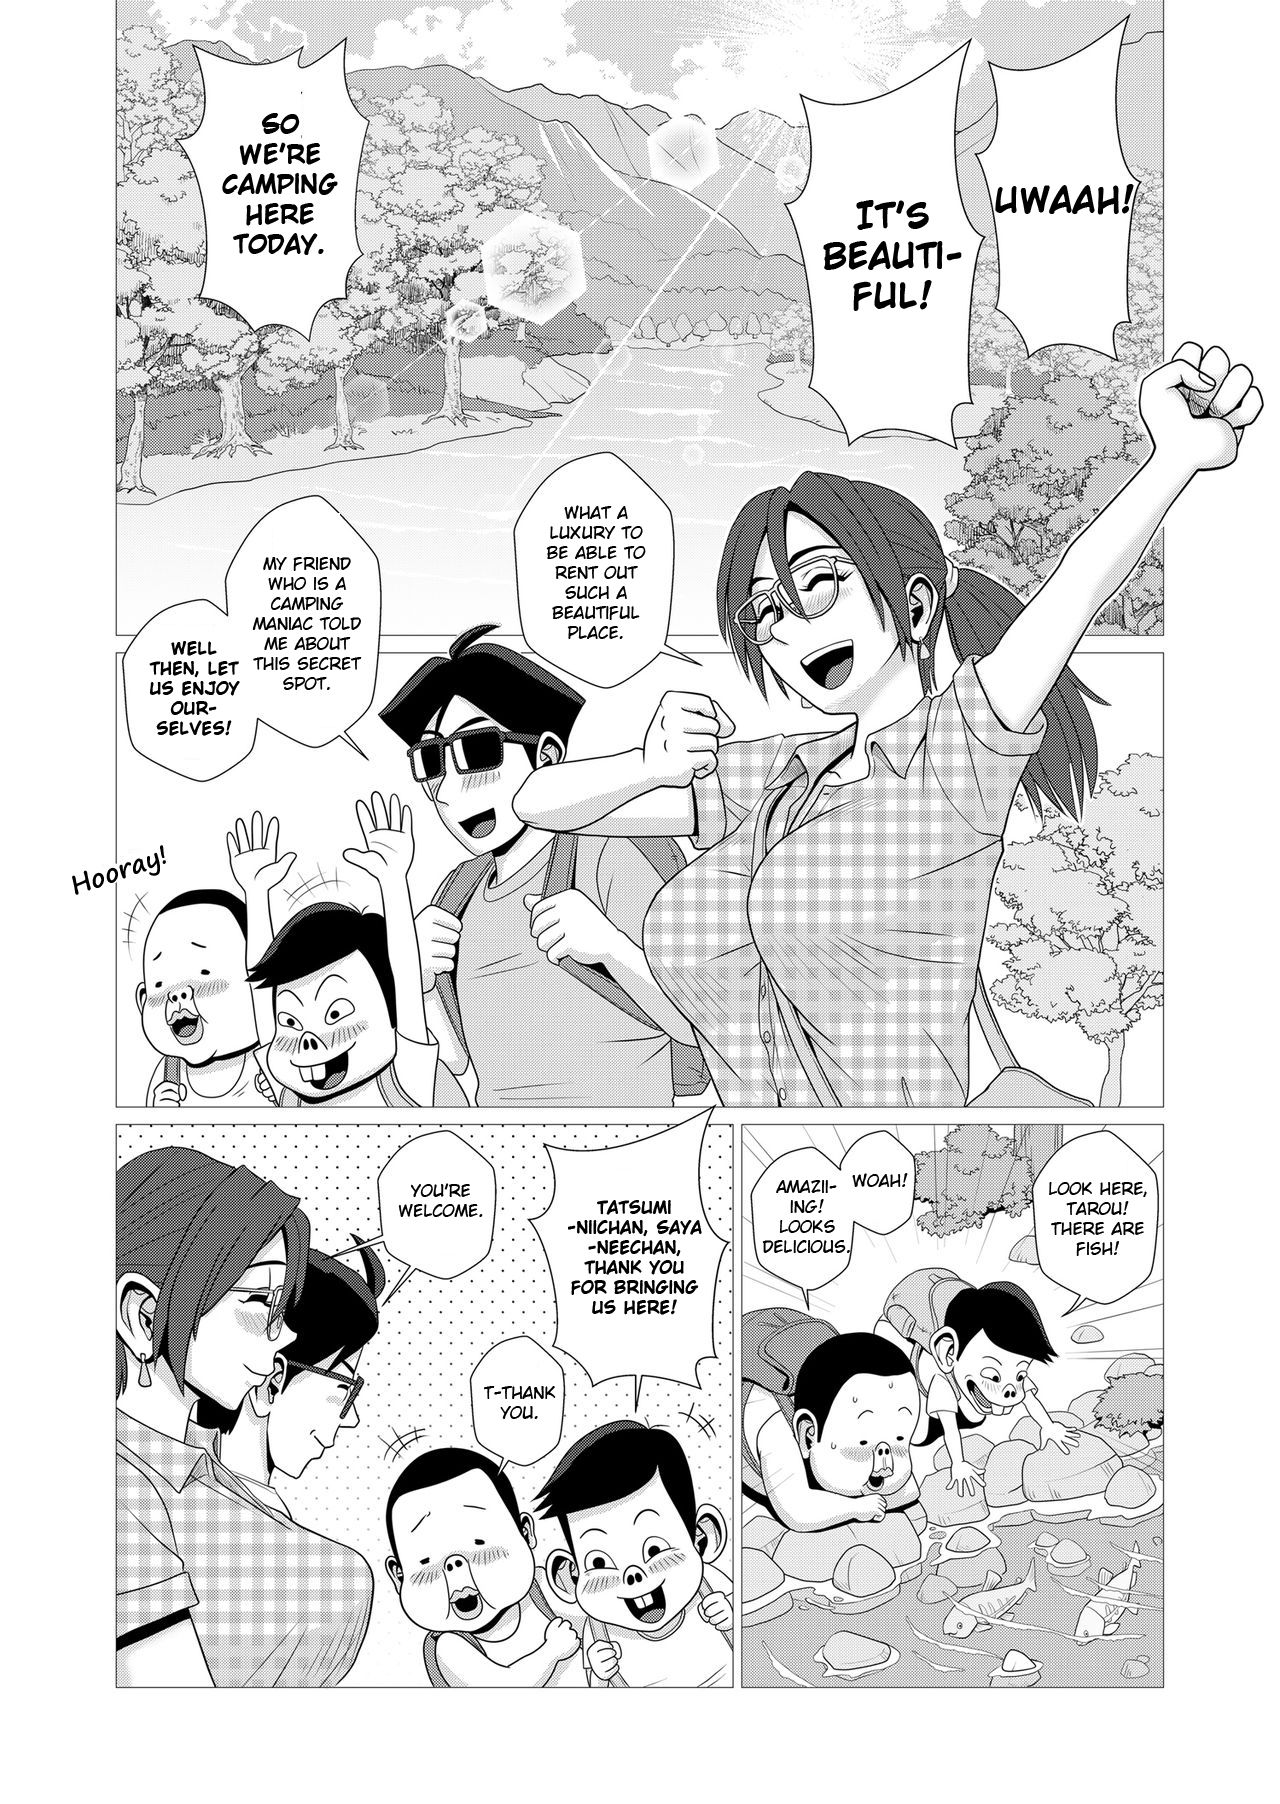 UWAAH!
IT'S
BEAUTI-
FUL!
SO
WE'RE
CAMPING
HERE
TODAY.
WHAT A
LUXURY TO
BE ABLE TO
RENT OUT
SUCH A
BEAUTIFUL
PLACE.
MY FRIEND
WHO IS A
CAMPING
MANIAC TOLD
ME ABOUT
THIS SECRET
SPOT.
WELL
THEN, LET
US ENJOY
OUR-
SELVES!
Hooray!
LOOK HERE,
TAROU!
THERE ARE
FISH!
WOAH!
AMAZII-
ING!
LOOKS
DELICIOUS.
TATSUMI
-NIICHAN, SAYA
-NEECHAN,
THANK YOU
FOR BRINGING
US HERE!
T-THANK
YOU.
YOU'RE
WELCOME.